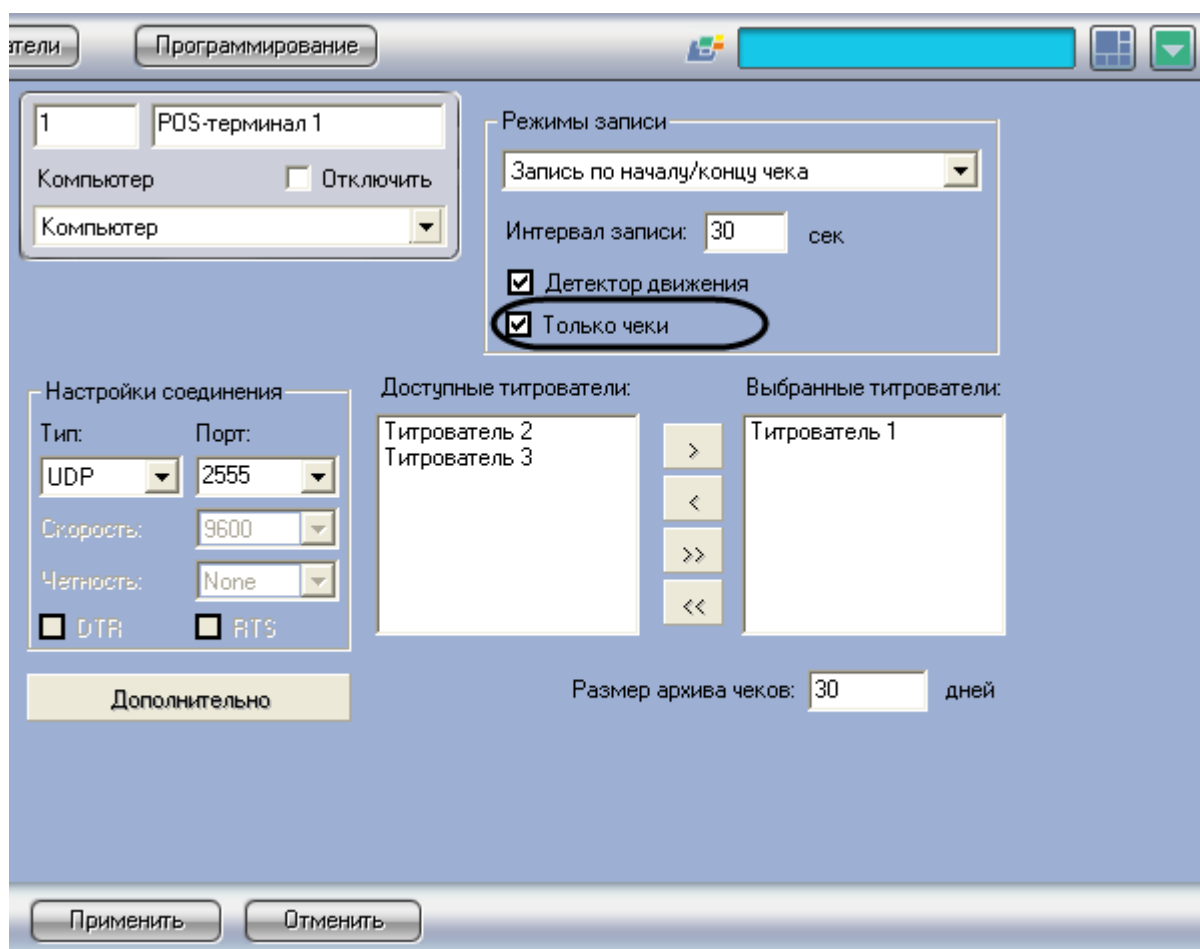 атели Программирование
1 POS-терминал 1
Компьютер Отключить
Компьютер
Режимы записи
Запись по началу/концу чека
Интервал записи: 30 сек
Детектор движения
Только чеки
Настройки соединения
Тип: Порт:
UDP 2555
Скорость: 9600
Четность: None
DTR RTS
Дополнительно
Доступные титрователи:
Титрователь 2
Титрователь 3
>
<
>>
<<
Выбранные титрователи:
Титрователь 1
Размер архива чеков: 30 дней
Применить Отменить